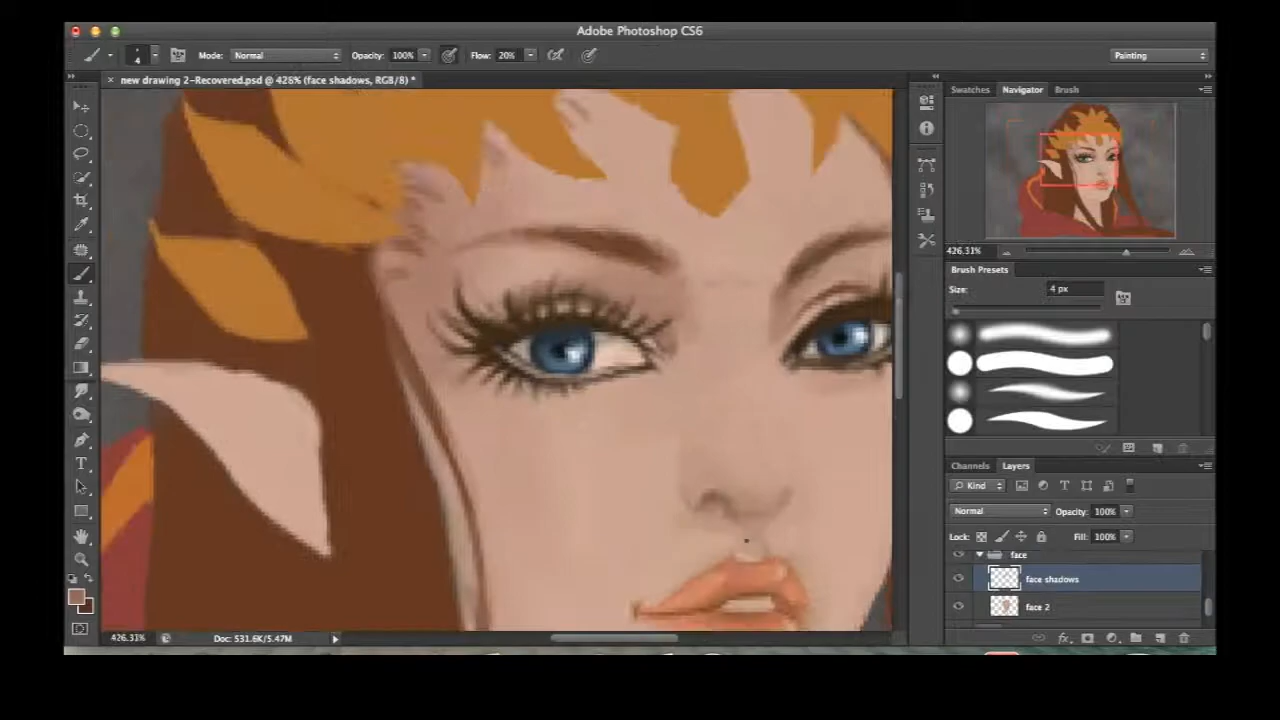 Adobe Photoshop CS6
4
Mode: Normal Opacity: 100% Flow: 20% Painting
× new drawing 2-Recovered.psd @ 426% (face shadows, RGB/8) *
Swatches Navigator Brush
426.31%
Brush Presets
Size: 4 px
Channels Layers
Kind
Normal Opacity: 100%
Lock: Fill: 100%
face
face shadows
face 2
426.31% Doc: 531.6K/5.47M
T